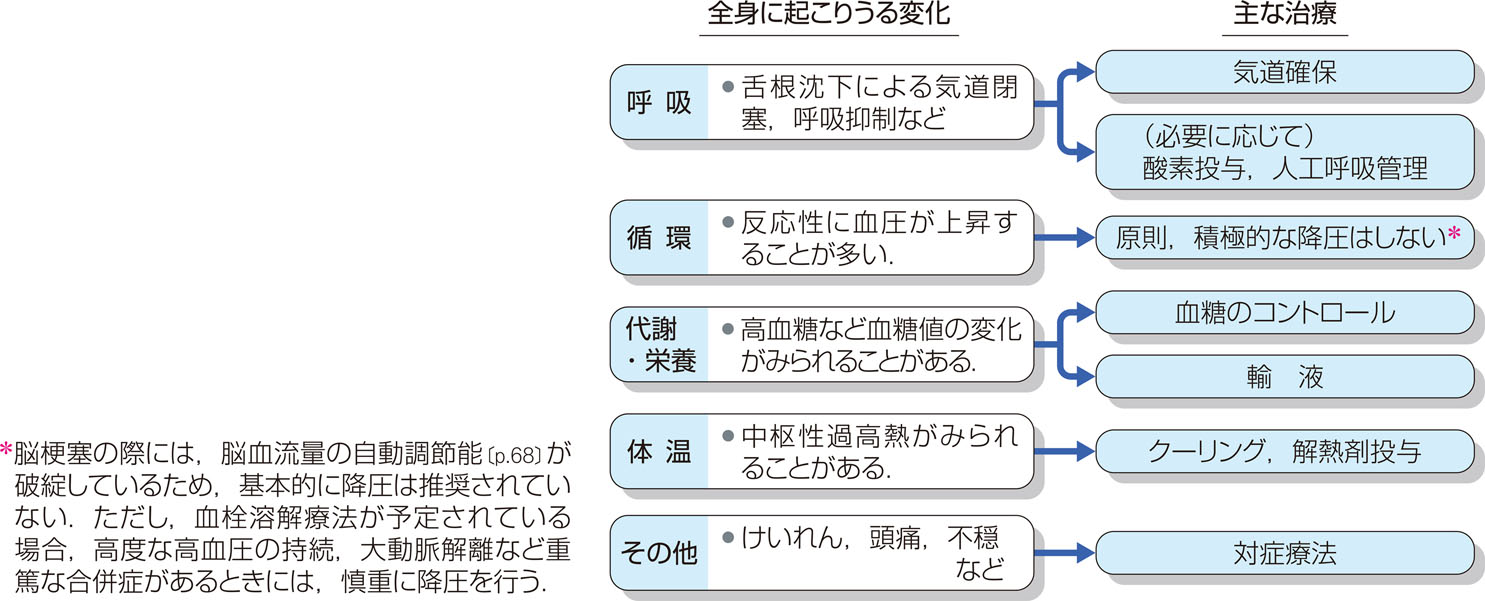 全身に起こりうる変化
主な治療
呼 吸
●舌根沈下による気道閉
塞，呼吸抑制など
気道確保
（必要に応じて）
酸素投与，人工呼吸管理
循 環
●反応性に血圧が上昇す
ることが多い．
原則，積極的な降圧はしない*
代謝
・栄養
●高血糖など血糖値の変化
がみられることがある．
血糖のコントロール
輸　液
体 温
●中枢性過高熱がみられ
ることがある．
クーリング，解熱剤投与
その他
●けいれん，頭痛，不穏
など
対症療法
*脳梗塞の際には，脳血流量の自動調節能〔p.68〕が
破綻しているため，基本的に降圧は推奨されてい
ない．ただし，血栓溶解療法が予定されている
場合，高度な高血圧の持続，大動脈解離など重
篤な合併症があるときには，慎重に降圧を行う．